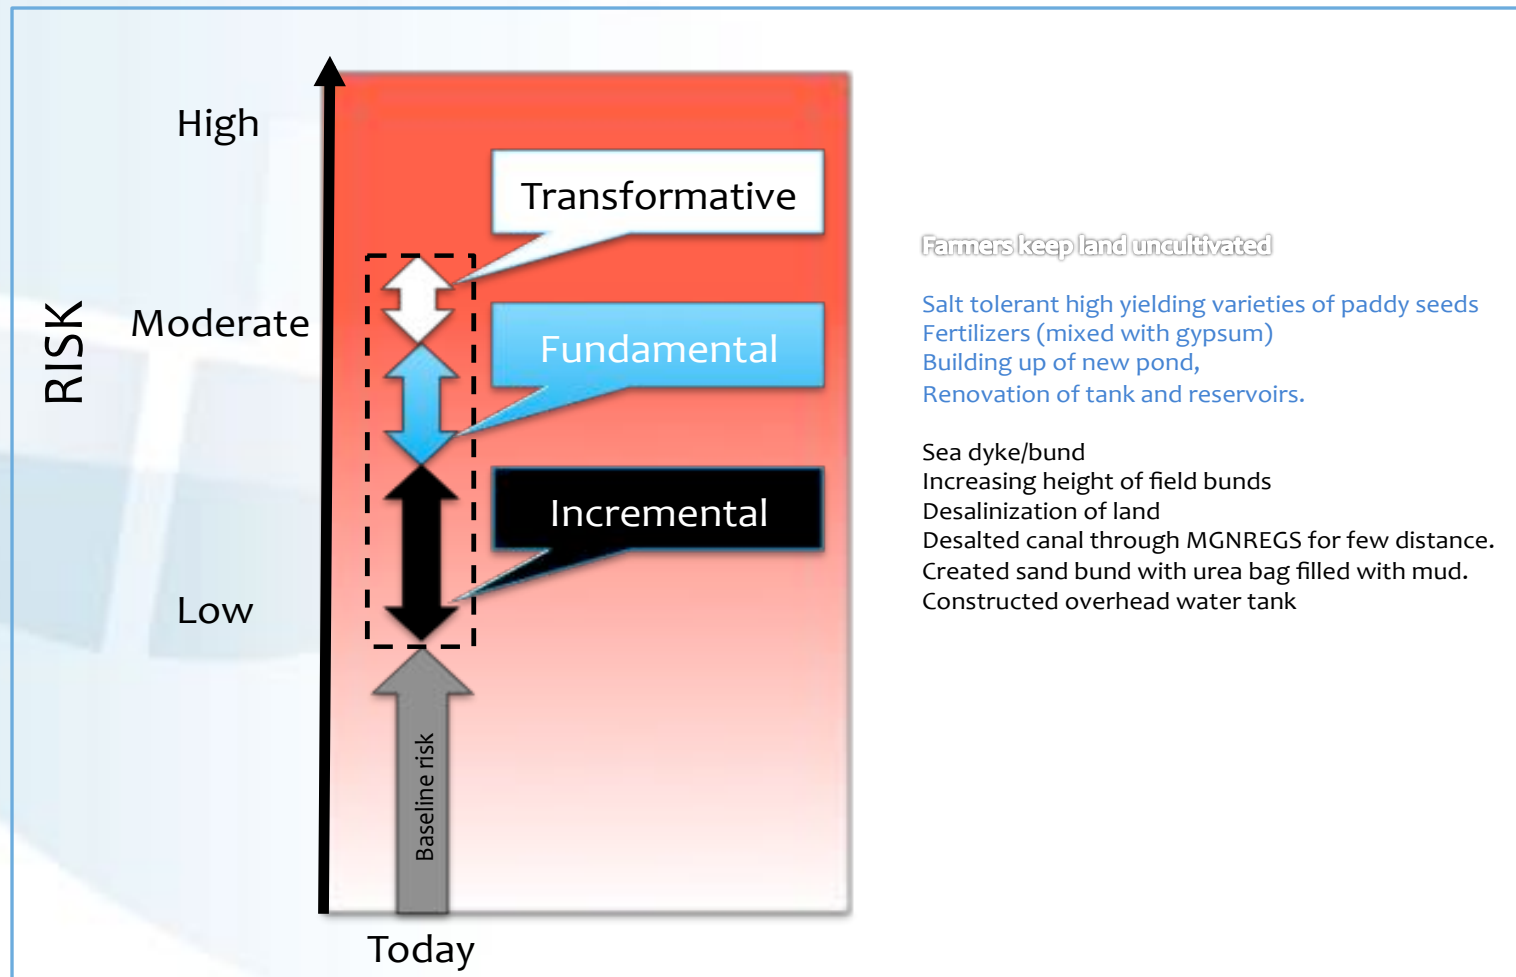 High
Transformative
Farmers keep land uncultivated
Salt tolerant high yielding varieties of paddy seeds
Fertilizers (mixed with gypsum)
Building up of new pond,
Renovation of tank and reservoirs.
RISK
Moderate
Fundamental
Sea dyke/bund
Increasing height of field bunds
Desalinization of land
Desalted canal through MGNREGS for few distance.
Created sand bund with urea bag filled with mud.
Constructed overhead water tank
Incremental
Low
Baseline risk
Today